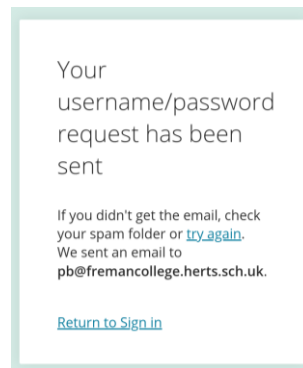 Your
username/password
request has been
sent
If you didn't get the email, check
your spam folder or try again.
We sent an email to
pb@fremancollege.herts.sch.uk.
Return to Sign in